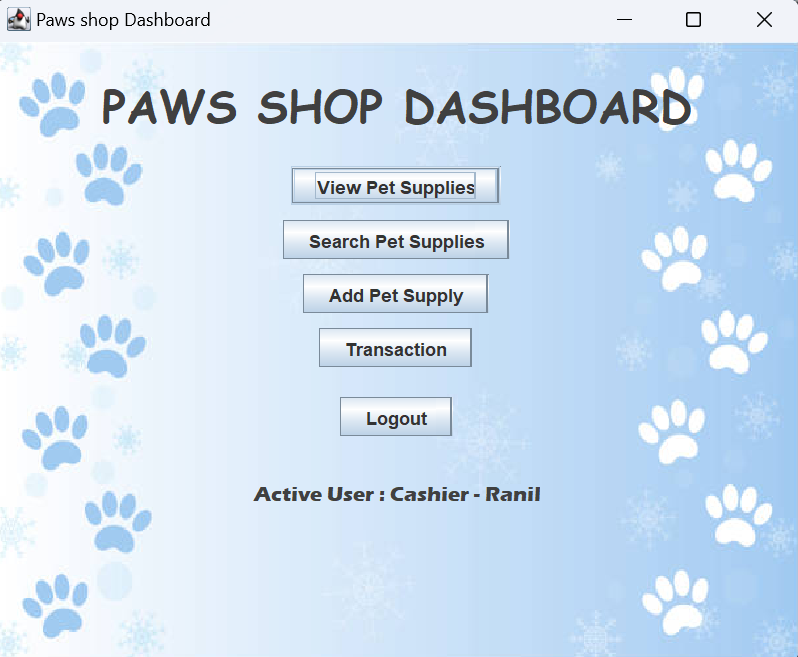 Paws shop Dashboard
PAWS SHOP DASHBOARD
View Pet Supplies
Search Pet Supplies
Add Pet Supply
Transaction
Logout
Active User : Cashier - Ranil